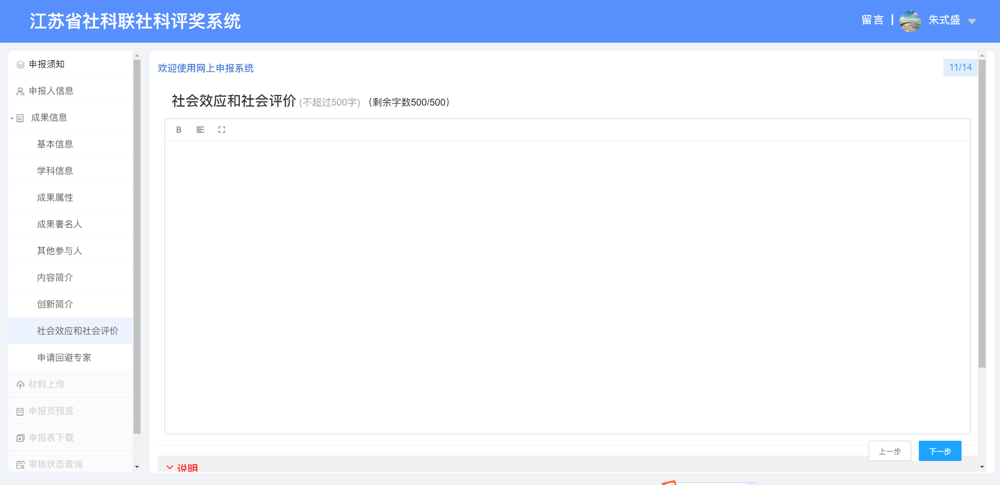 江苏省社科联社科评奖系统
留言
朱式盛
申报须知
申报人信息
成果信息
基本信息
学科信息
成果属性
成果署名人
其他参与人
内容简介
创新简介
社会效应和社会评价
申请回避专家
材料上传
申报页预览
申报表下载
审核状态查询
欢迎使用网上申报系统
11/14
社会效应和社会评价 (不超过500字) （剩余字数500/500）
B
上一步
下一步
说明